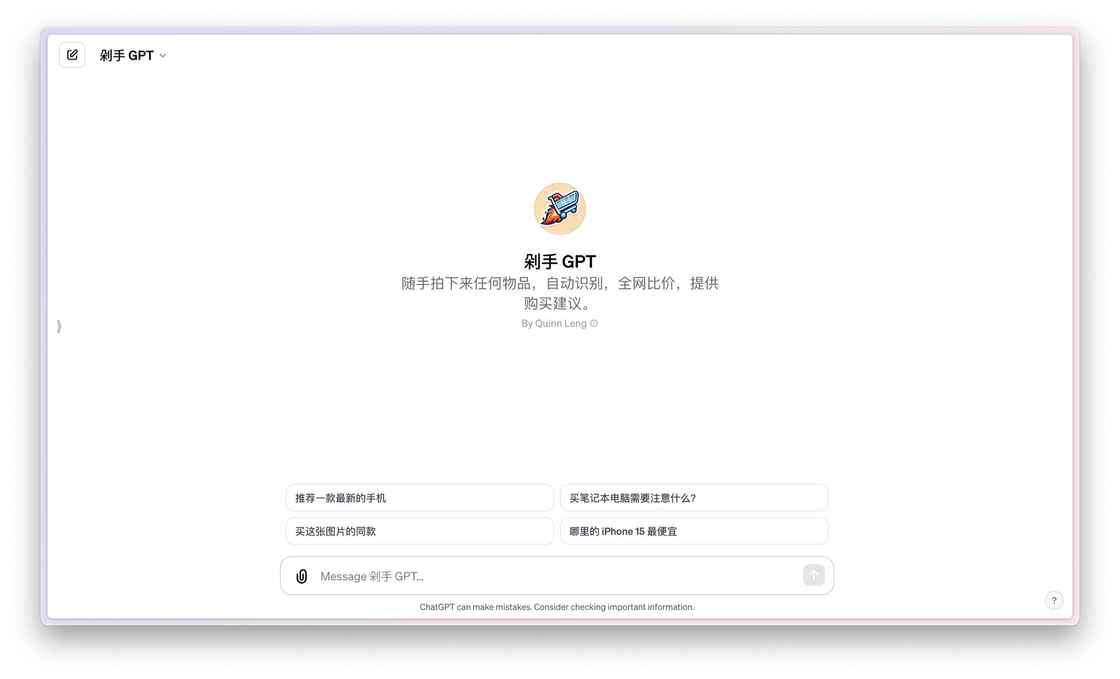 剁手 GPT
剁手 GPT
随手拍下来任何物品，自动识别，全网比价，提供
购买建议。
By Quinn Leng
推荐一款最新的手机
买笔记本电脑需要注意什么?
买这张图片的同款
哪里的 iPhone 15 最便宜
Message 剁手 GPT...
ChatGPT can make mistakes. Consider checking important information.
?